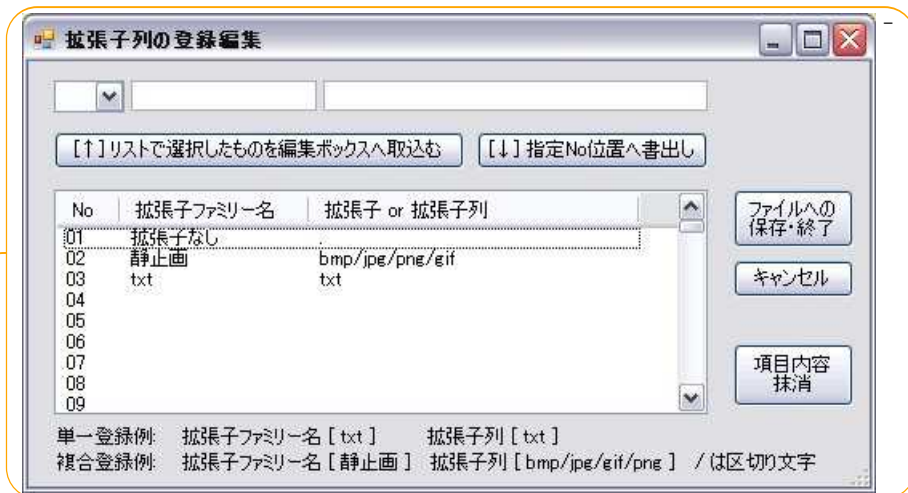 拡張子列の登録編集
[↑]リストで選択したものを編集ボックスへ取込む [↓]指定No位置へ書出し
No 拡張子ファミリー名 拡張子 or 拡張子列
01 拡張子なし .
02 静止画 bmp/jpg/png/gif
03 txt txt
04
05
06
07
08
09
ファイルへの
保存・終了
キャンセル
項目内容
抹消
単一登録例: 拡張子ファミリー名 [ txt ] 拡張子列 [ txt ]
複合登録例: 拡張子ファミリー名 [ 静止画 ] 拡張子列 [ bmp/jpg/gif/png ] / は区切り文字